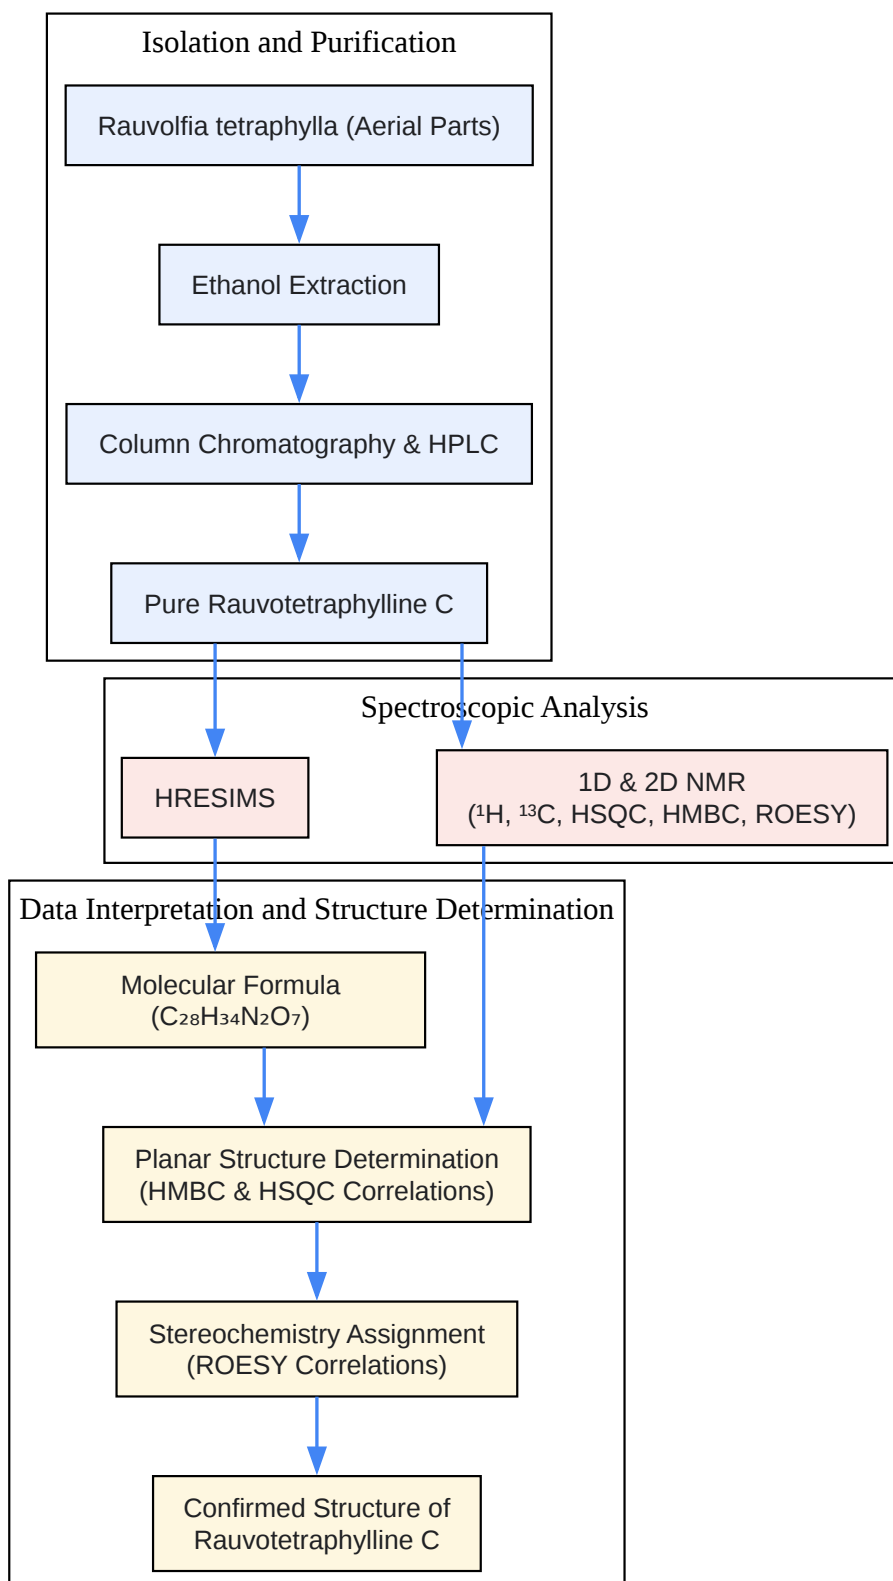 Isolation and Purification
Rauvolfia tetraphylla (Aerial Parts)
Ethanol Extraction
Column Chromatography & HPLC
Pure Rauvotetraphylline C
Spectroscopic Analysis
HRESIMS
1D & 2D NMR
(¹H, ¹³C, HSQC, HMBC, ROESY)
Data Interpretation and Structure Determination
Molecular Formula
(C₂₈H₃₄N₂O₇)
Planar Structure Determination
(HMBC & HSQC Correlations)
Stereochemistry Assignment
(ROESY Correlations)
Confirmed Structure of
Rauvotetraphylline C